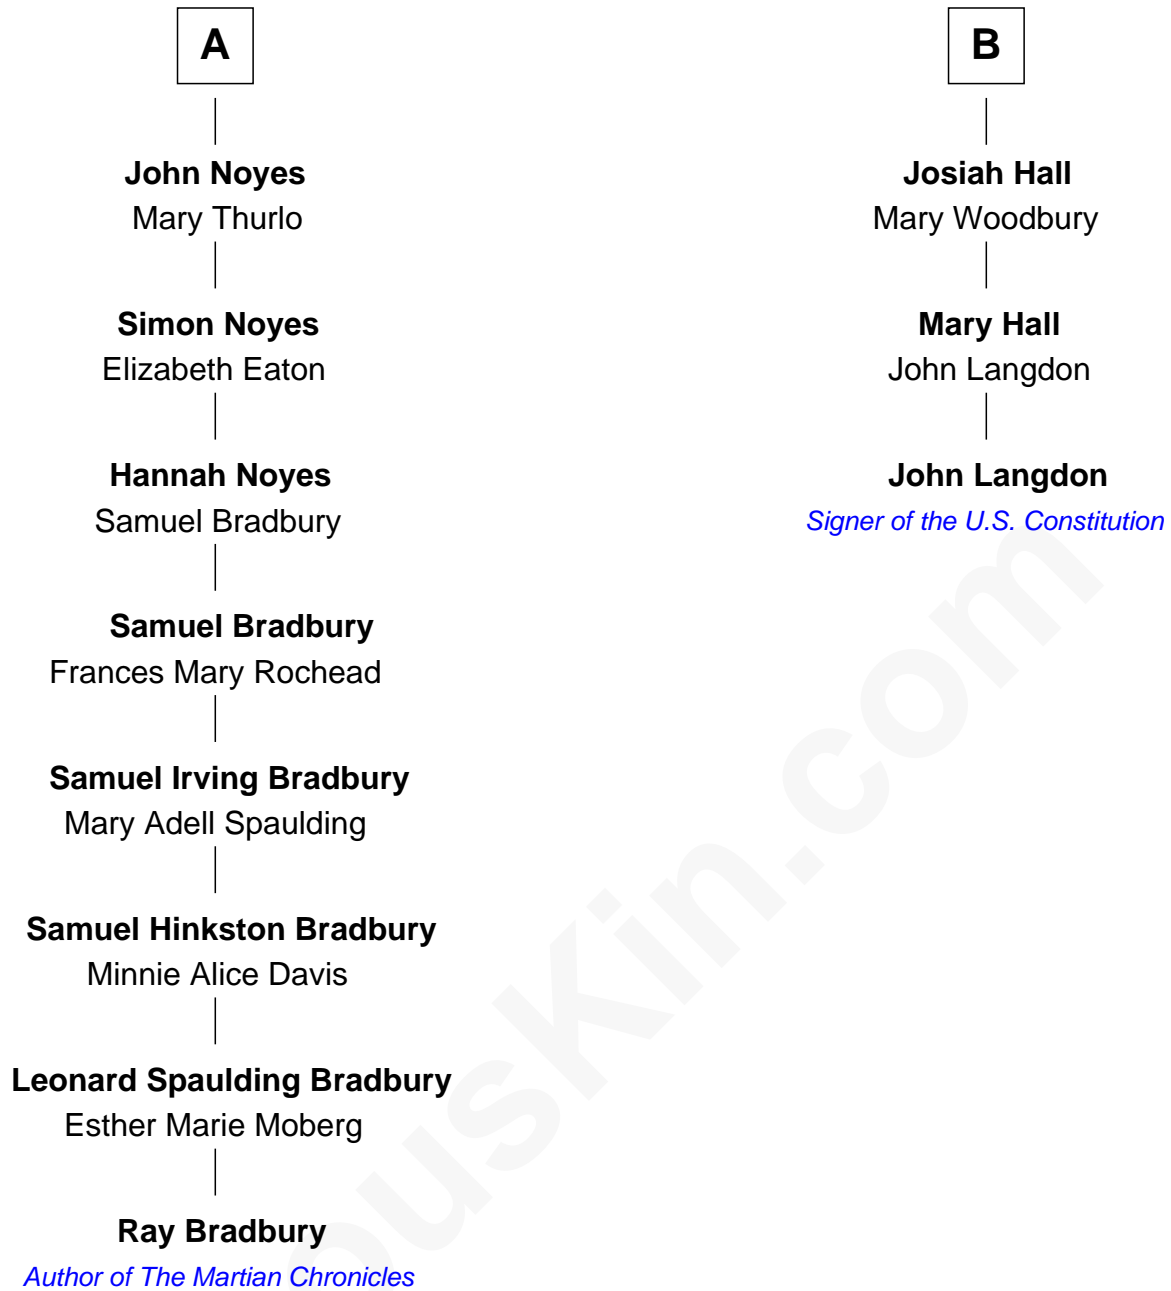 A
John Noyes
Mary Thurlo
Simon Noyes
Elizabeth Eaton
Hannah Noyes
Samuel Bradbury
Samuel Bradbury
Frances Mary Rochead
Samuel Irving Bradbury
Mary Adell Spaulding
Samuel Hinkston Bradbury
Minnie Alice Davis
Leonard Spaulding Bradbury
Esther Marie Moberg
Ray Bradbury
Author of The Martian Chronicles
B
Josiah Hall
Mary Woodbury
Mary Hall
John Langdon
John Langdon
Signer of the U.S. Constitution
ousKin.com